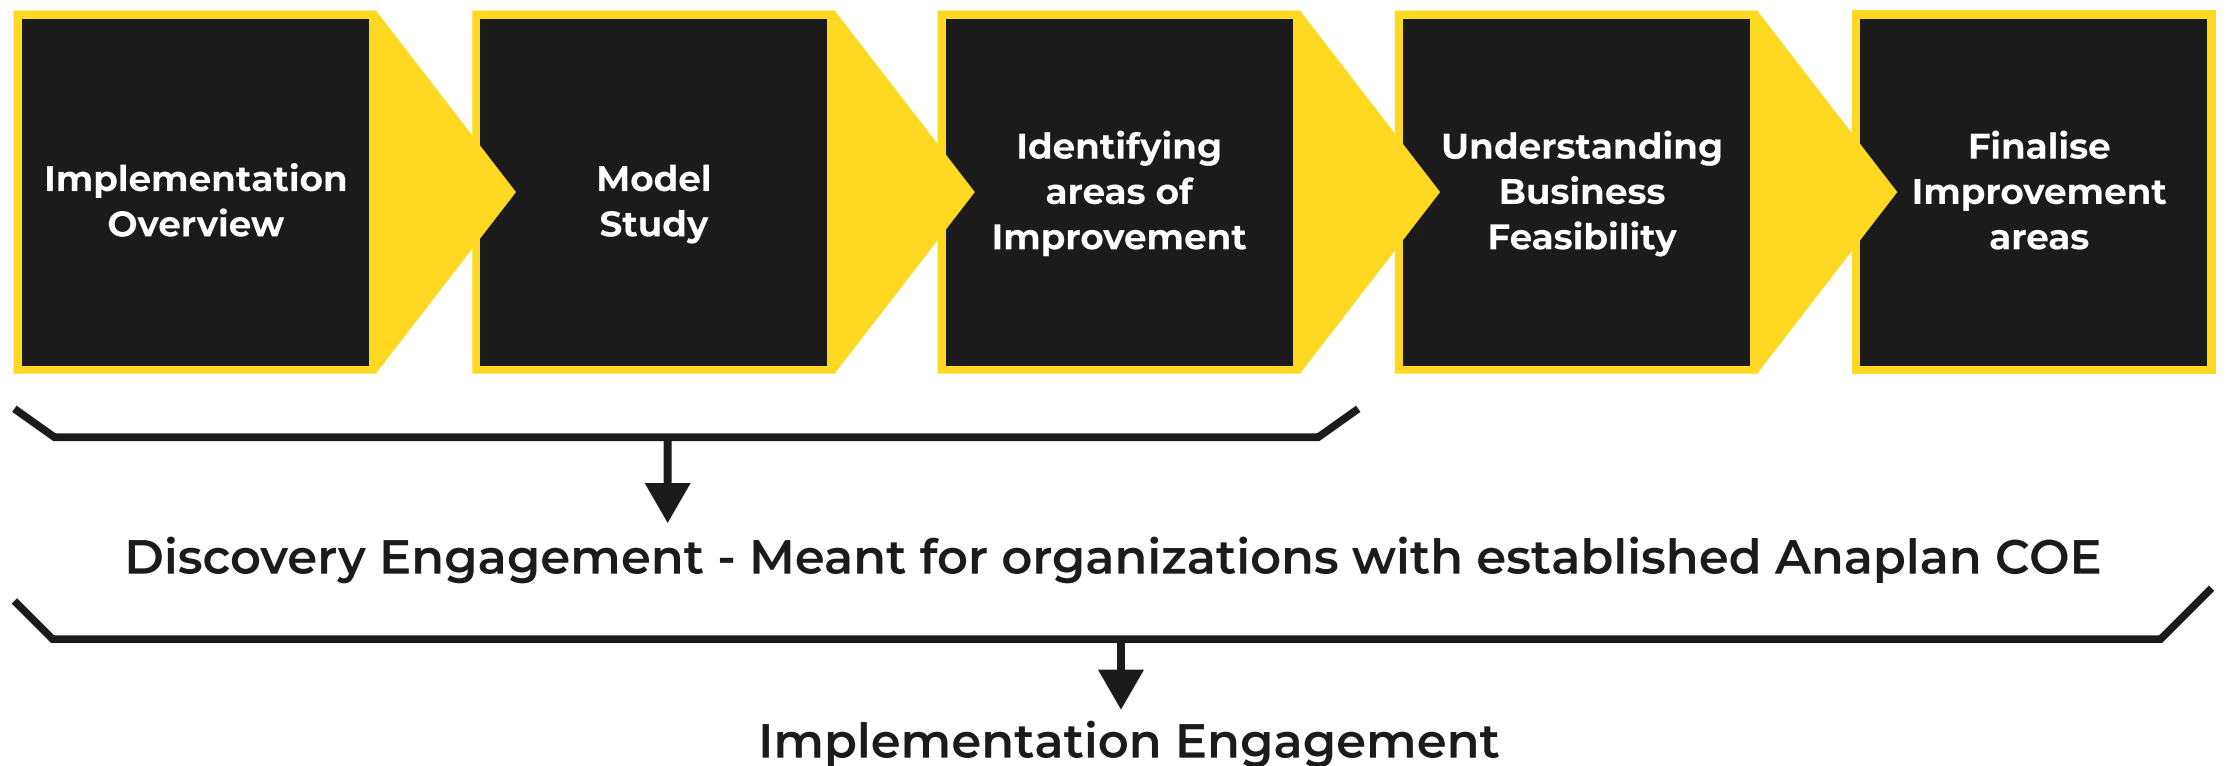 Implementation
Overview
Model
Study
Identifying
areas of
Improvement
Understanding
Business
Feasibility
Finalise
Improvement
areas
Discovery Engagement - Meant for organizations with established Anaplan COE
Implementation Engagement